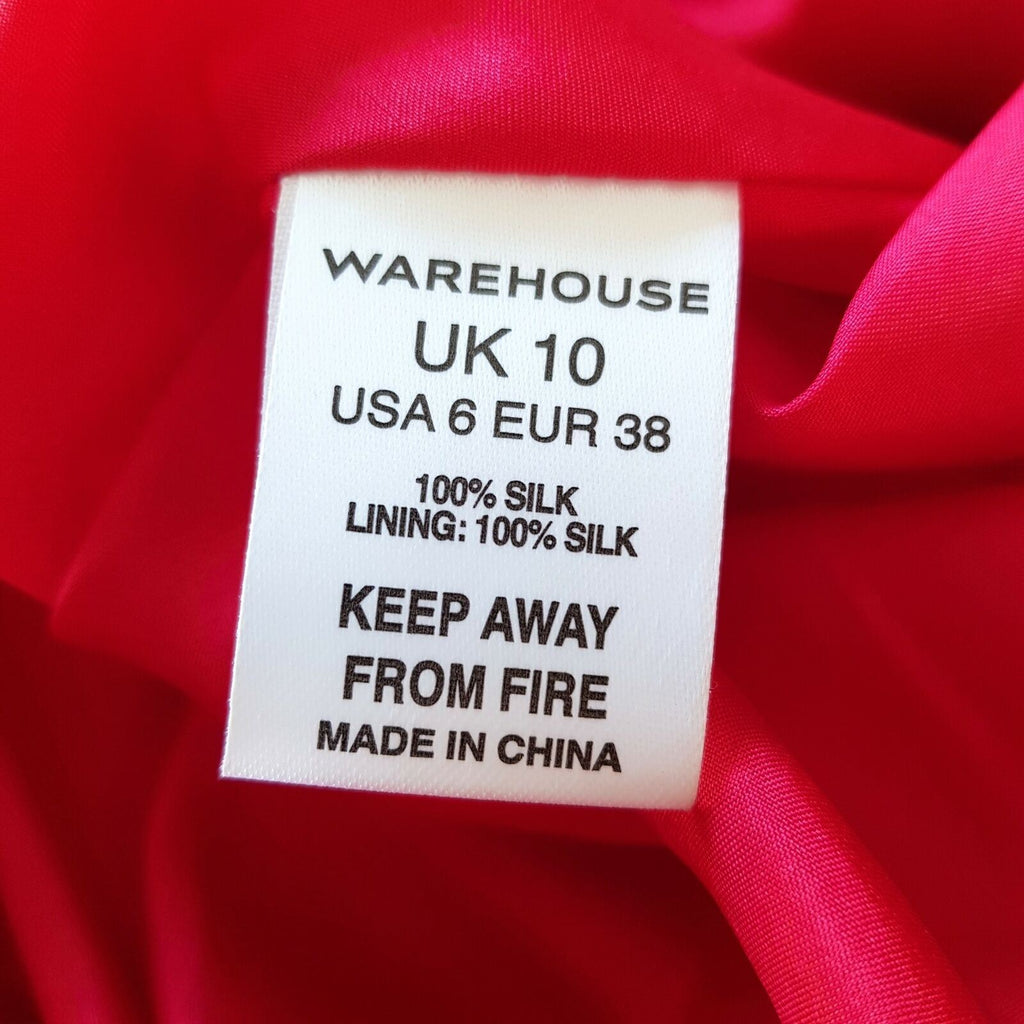 WAREHOUSE
UK 10
USA 6 EUR 38
100% SILK
LINING: 100% SILK
KEEP AWAY
FROM FIRE
MADE IN CHINA